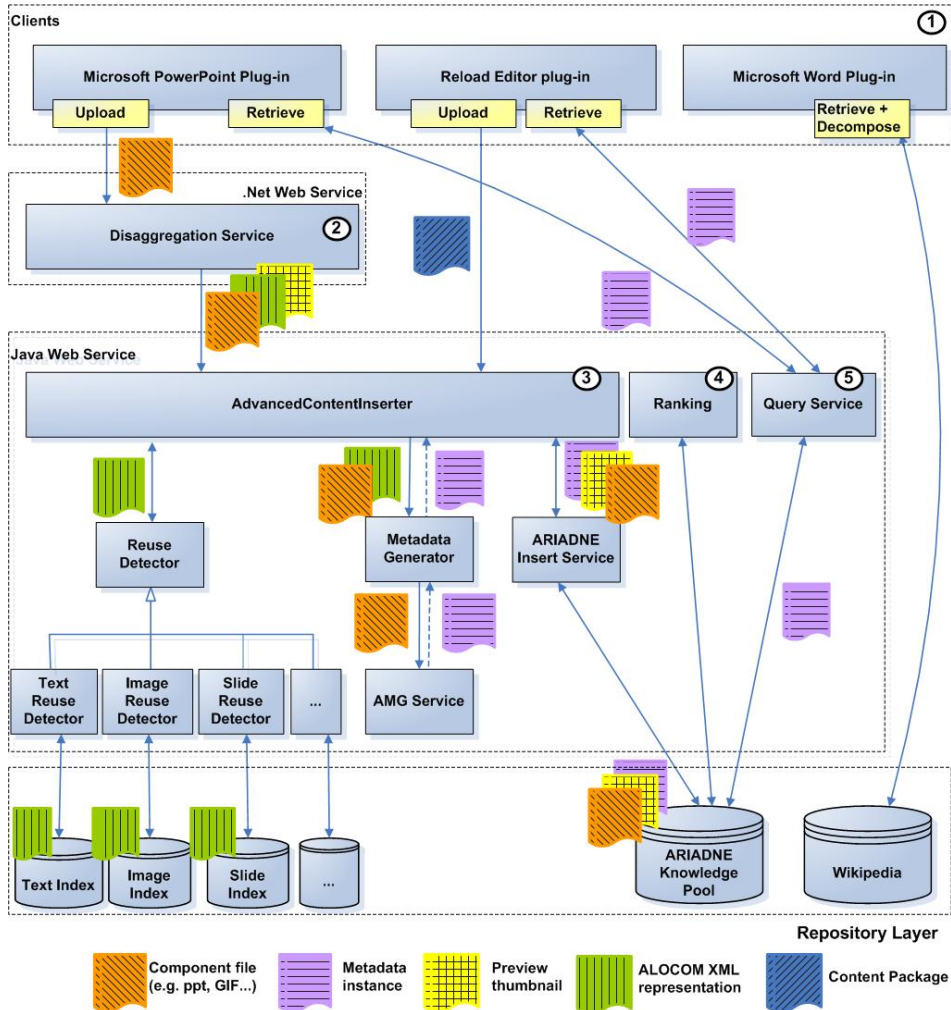 Clients
1
Microsoft PowerPoint Plug-in
Reload Editor plug-in
Microsoft Word Plug-in
Upload
Retrieve
Upload
Retrieve
Retrieve +
Decompose
.Net Web Service
Disaggregation Service
2
Java Web Service
AdvancedContentInserter
3
Ranking
4
Query Service
5
Reuse
Detector
Metadata
Generator
ARIADNE
Insert Service
Text
Reuse
Detector
Image
Reuse
Detector
Slide
Reuse
Detector
...
AMG Service
Text Index
Image
Index
Slide
Index
...
ARIADNE
Knowledge
Pool
Wikipedia
Repository Layer
Component file
(e.g. ppt, GIF...)
Metadata
instance
Preview
thumbnail
ALOCOM XML
representation
Content Package